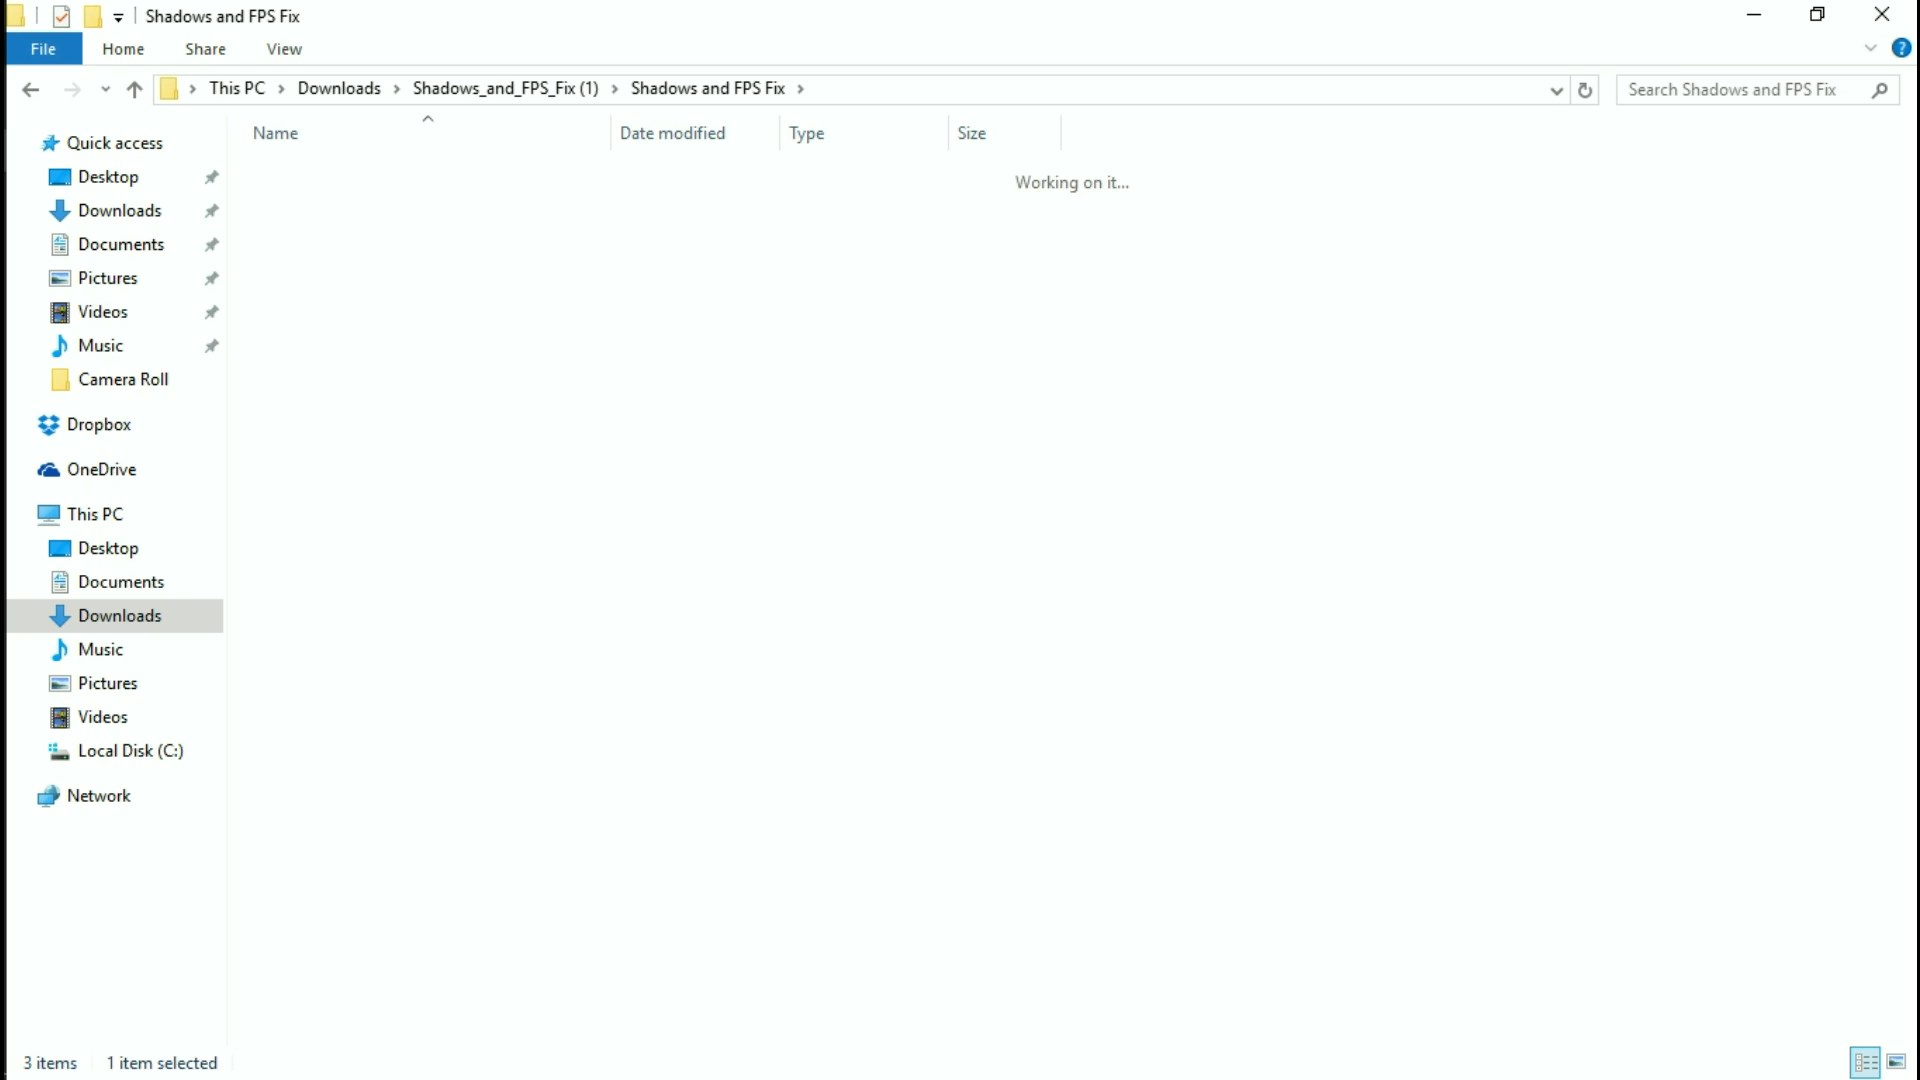 Shadows and FPS Fix
File Home Share View
This PC Downloads Shadows_and_FPS_Fix (1) Shadows and FPS Fix
Search Shadows and FPS Fix
Name Date modified Type Size
Working on it...
Quick access
Desktop
Downloads
Documents
Pictures
Videos
Music
Camera Roll
Dropbox
OneDrive
This PC
Desktop
Documents
Downloads
Music
Pictures
Videos
Local Disk (C:)
Network
3 items 1 item selected